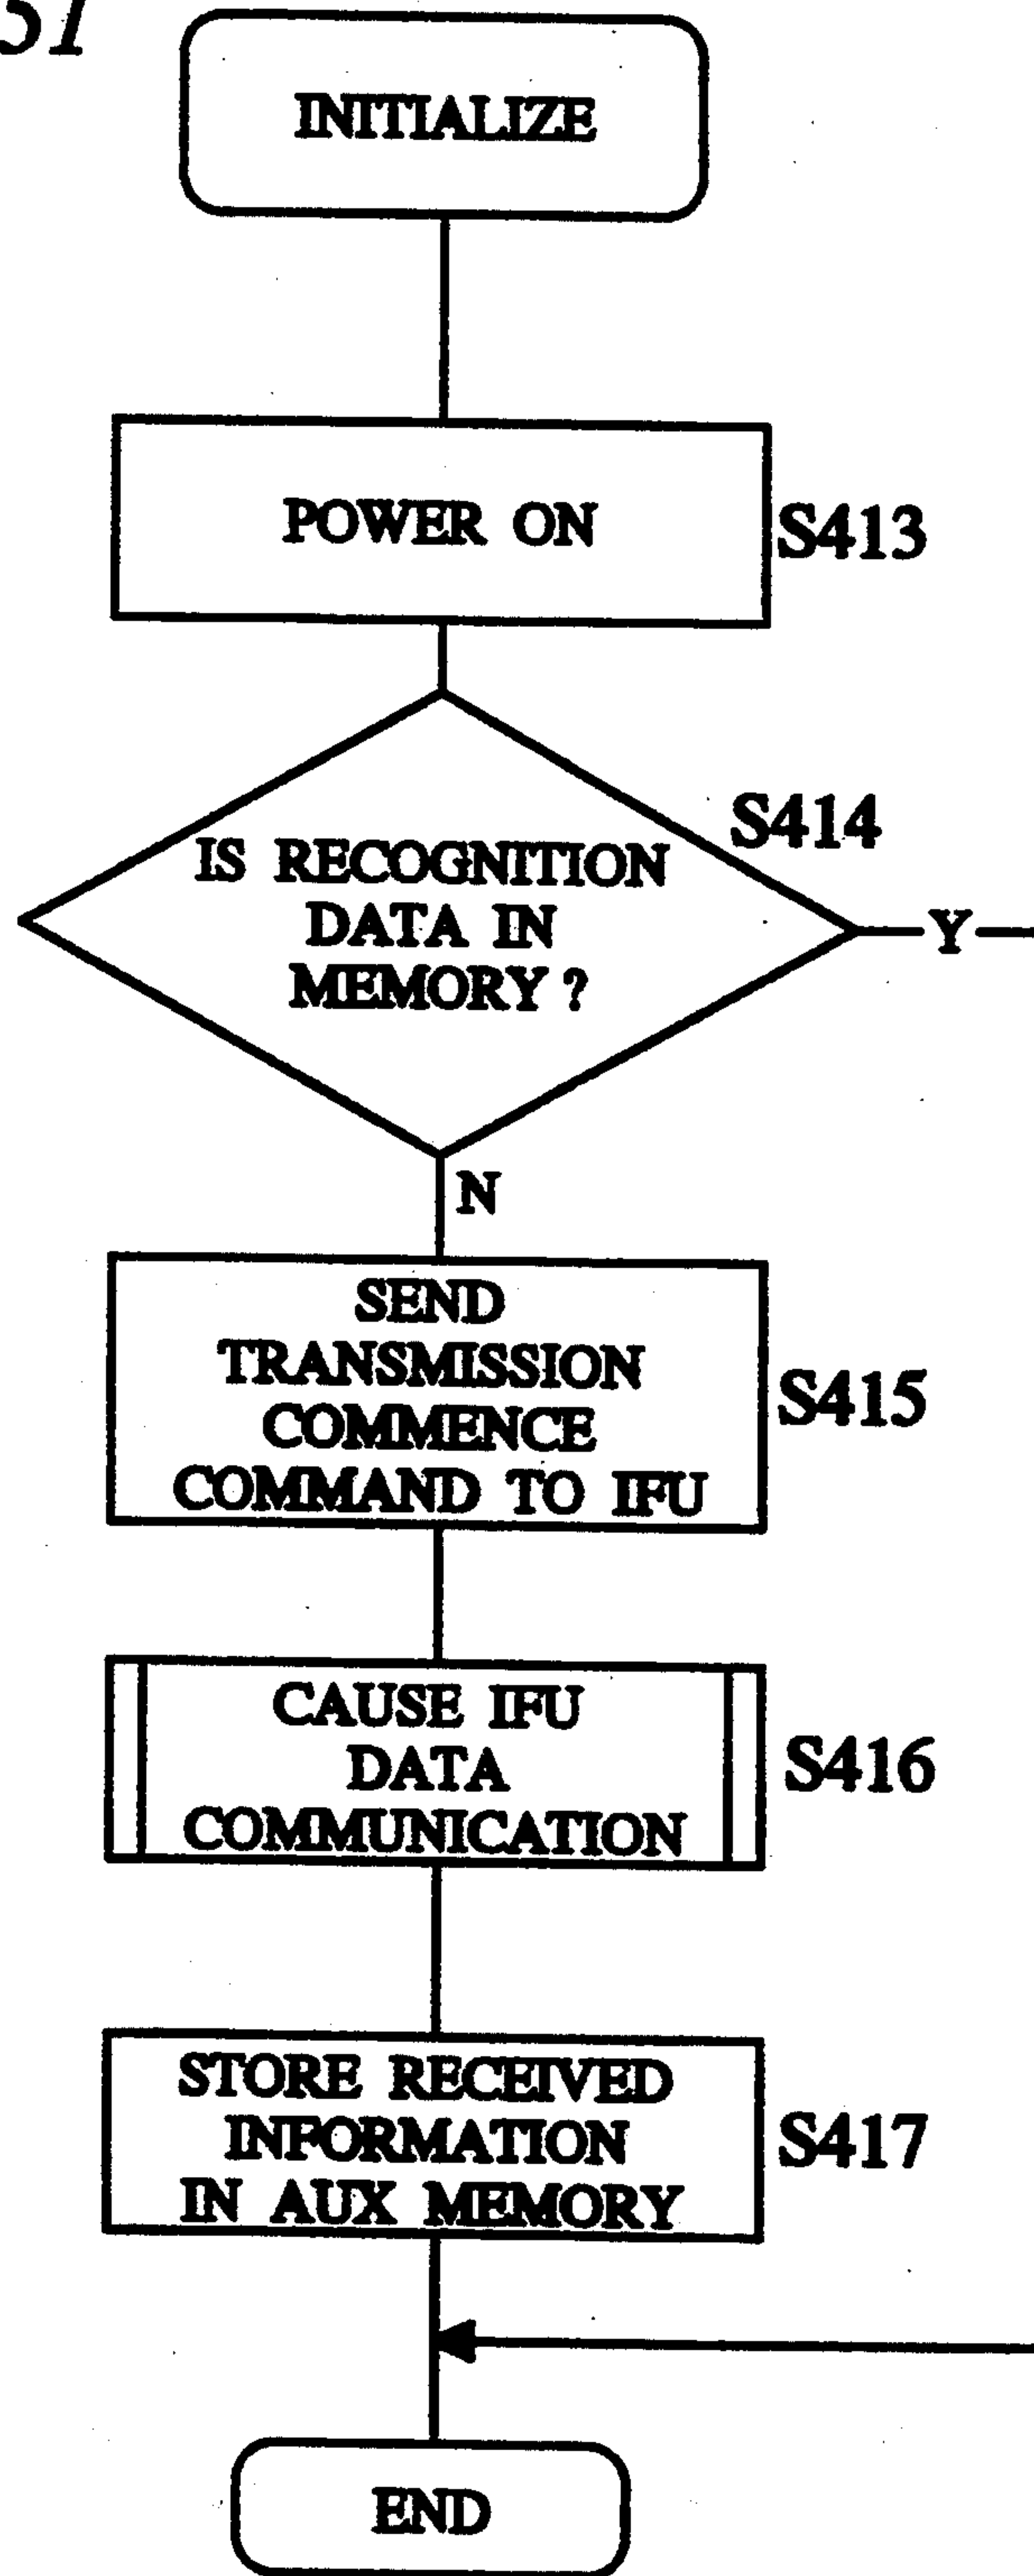 51
INITIALIZE
POWER ON
S413
S414
IS RECOGNITION
DATA IN
MEMORY ?
Y
N
SEND
TRANSMISSION
COMMENCE
COMMAND TO IFU
S415
CAUSE IFU
DATA
COMMUNICATION
S416
STORE RECEIVED
INFORMATION
IN AUX MEMORY
S417
END